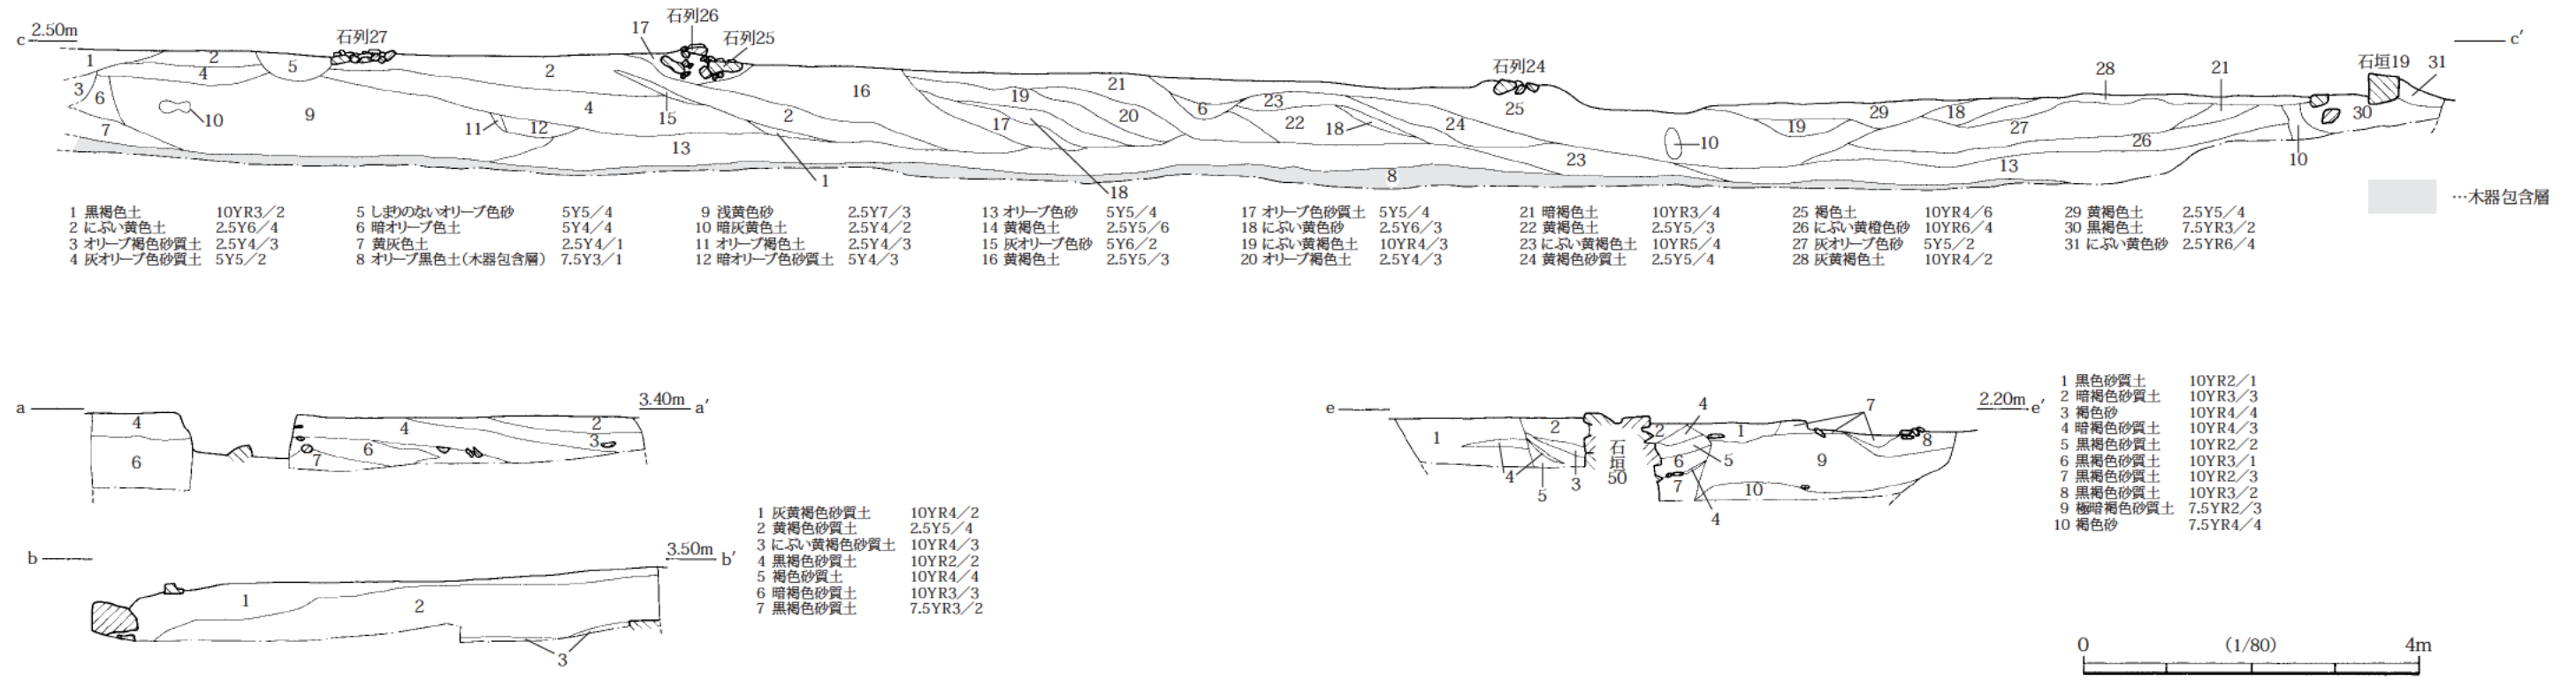 c 2.50m
c′
石列27
17
石列26
石列25
石列24
石垣19
31
28
21
1
2
4
5
3
6
7
10
9
2
4
11
12
15
13
2
1
16
19
17
18
21
20
6
23
22
18
24
25
8
23
10
19
29
18
27
26
13
21
10
30
…木器包含層
1 黒褐色土 10YR3／2
2 にぶい黄色土 2.5Y6／4
3 オリーブ褐色砂質土 2.5Y4／3
4 灰オリーブ色砂質土 5Y5／2
5 しまりのないオリーブ色砂 5Y5／4
6 暗オリーブ色土 5Y4／4
7 黄灰色土 2.5Y4／1
8 オリーブ黒色土（木器包含層） 7.5Y3／1
9 浅黄色砂 2.5Y7／3
10 暗灰黄色土 2.5Y4／2
11 オリーブ褐色土 2.5Y4／3
12 暗オリーブ色砂質土 5Y4／3
13 オリーブ色砂 5Y5／4
14 黄褐色土 2.5Y5／6
15 灰オリーブ色砂 5Y6／2
16 黄褐色土 2.5Y5／3
17 オリーブ色砂質土 5Y5／4
18 にぶい黄色砂 2.5Y6／3
19 にぶい黄褐色土 10YR4／3
20 オリーブ褐色土 2.5Y4／3
21 暗褐色土 10YR3／4
22 黄褐色土 2.5Y5／3
23 にぶい黄褐色土 10YR5／4
24 黄褐色砂質土 2.5Y5／4
25 褐色土 10YR4／6
26 にぶい黄橙色砂 10YR6／4
27 灰オリーブ色砂 5Y5／2
28 灰黄褐色土 10YR4／2
29 黄褐色土 2.5Y5／4
30 黒褐色土 7.5YR3／2
31 にぶい黄色砂 2.5YR6／4
a
3.40m a′
4
6
4
2
3
6
7
b
3.50m b′
1
2
3
1 灰黄褐色砂質土 10YR4／2
2 黄褐色砂質土 2.5Y5／4
3 にぶい黄褐色砂質土 10YR4／3
4 黒褐色砂質土 10YR2／2
5 褐色砂質土 10YR4／4
6 暗褐色砂質土 10YR3／3
7 黒褐色砂質土 7.5YR3／2
e
2.20m e′
1
2
4
5
3
石垣50
2
4
1
7
8
6
5
9
7
10
4
1 黒色砂質土 10YR2／1
2 暗褐色砂質土 10YR3／3
3 褐色砂 10YR4／4
4 暗褐色砂質土 10YR4／3
5 黒褐色砂質土 10YR2／2
6 黒褐色砂質土 10YR3／1
7 黒褐色砂質土 10YR2／3
8 黒褐色砂質土 10YR3／2
9 極暗褐色砂質土 7.5YR2／3
10 褐色砂 7.5YR4／4
0 (1/80) 4m